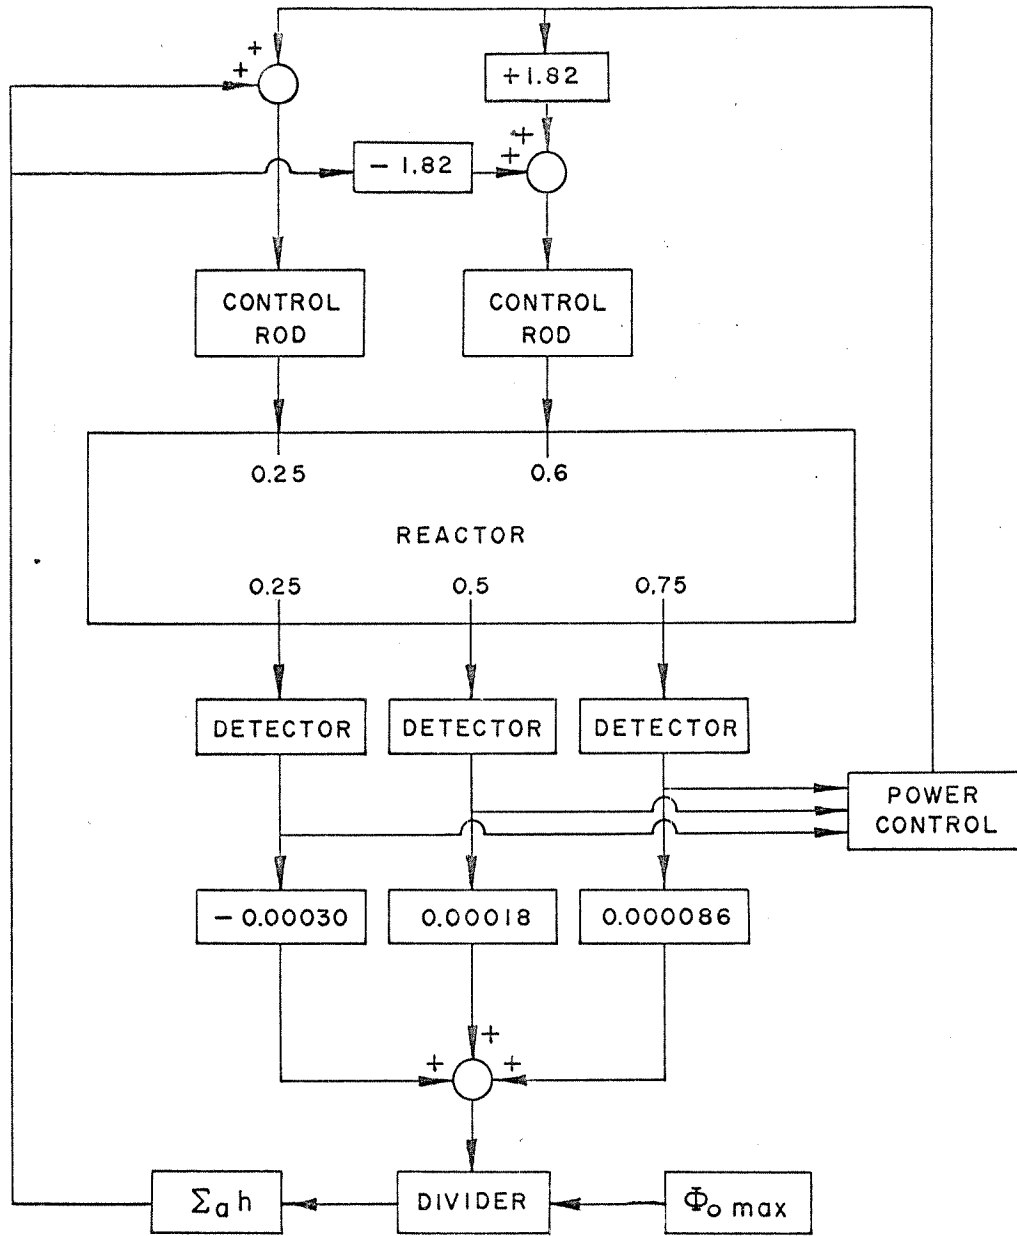 +
+
+1.82
+
- 1.82
+
CONTROL
ROD
CONTROL
ROD
0.25
0.6
REACTOR
0.25
0.5
0.75
DETECTOR
DETECTOR
DETECTOR
POWER
CONTROL
- 0.00030
0.00018
0.000086
+
+
+
Σa h
DIVIDER
Φo max